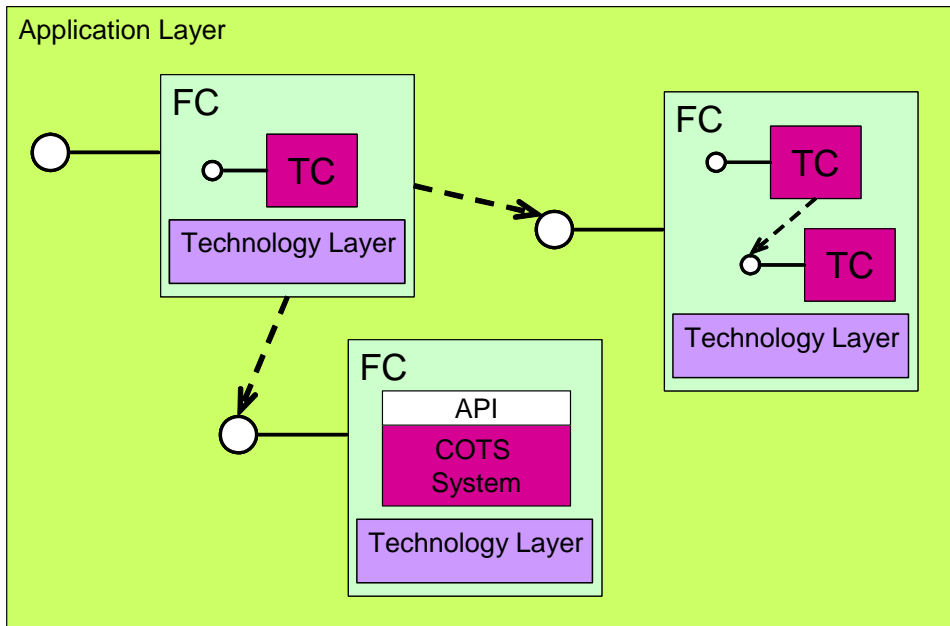 Application Layer
FC
TC
Technology Layer
FC
TC
TC
Technology Layer
FC
API
COTS
System
Technology Layer